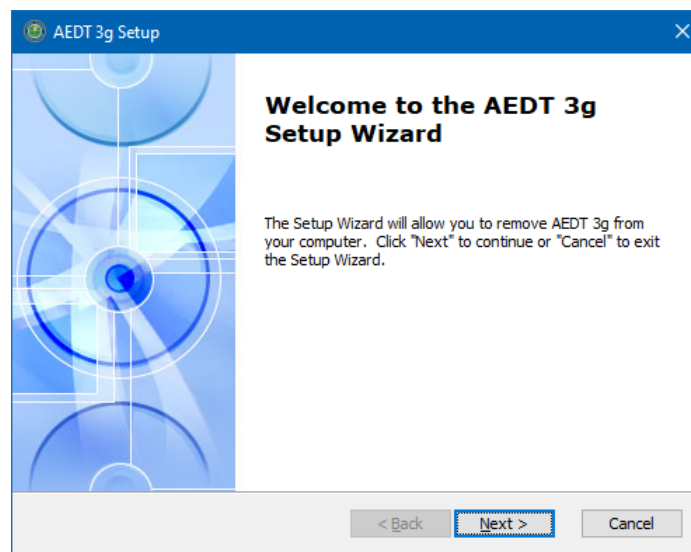 AEDT 3g Setup
Welcome to the AEDT 3g
Setup Wizard
The Setup Wizard will allow you to remove AEDT 3g from
your computer.  Click "Next" to continue or "Cancel" to exit
the Setup Wizard.
< Back   Next >   Cancel